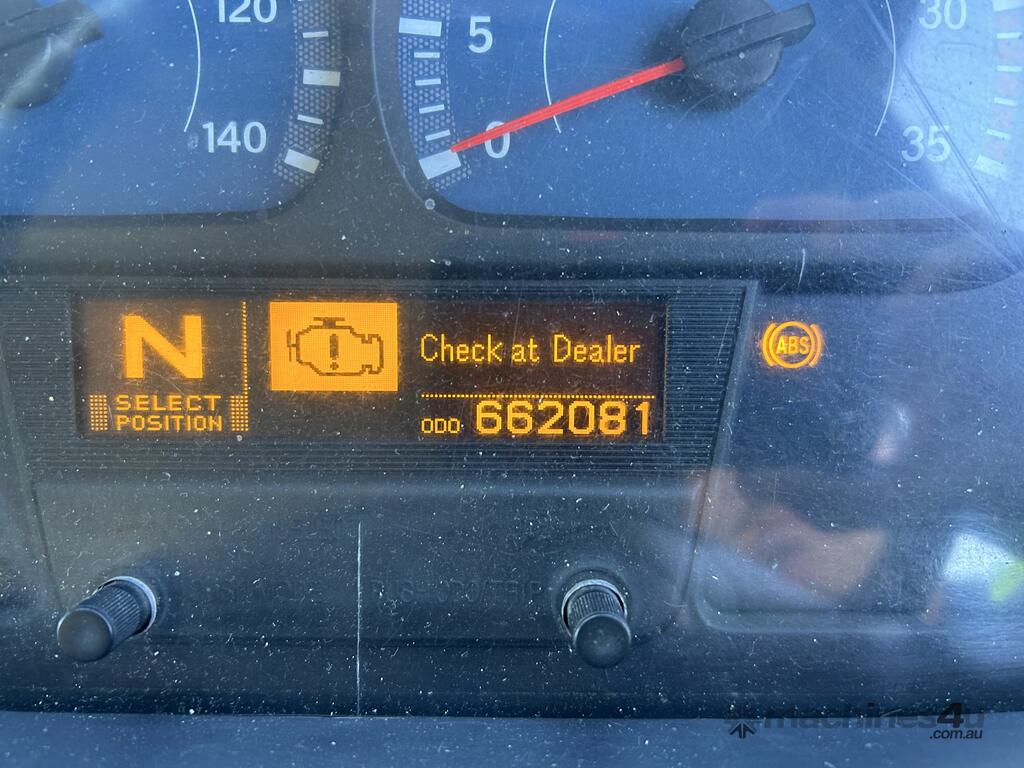 120
5
30
140
0
35
N
Check at Dealer
ABS
SELECT
POSITION
ODO 662081
machines4u
.com.au